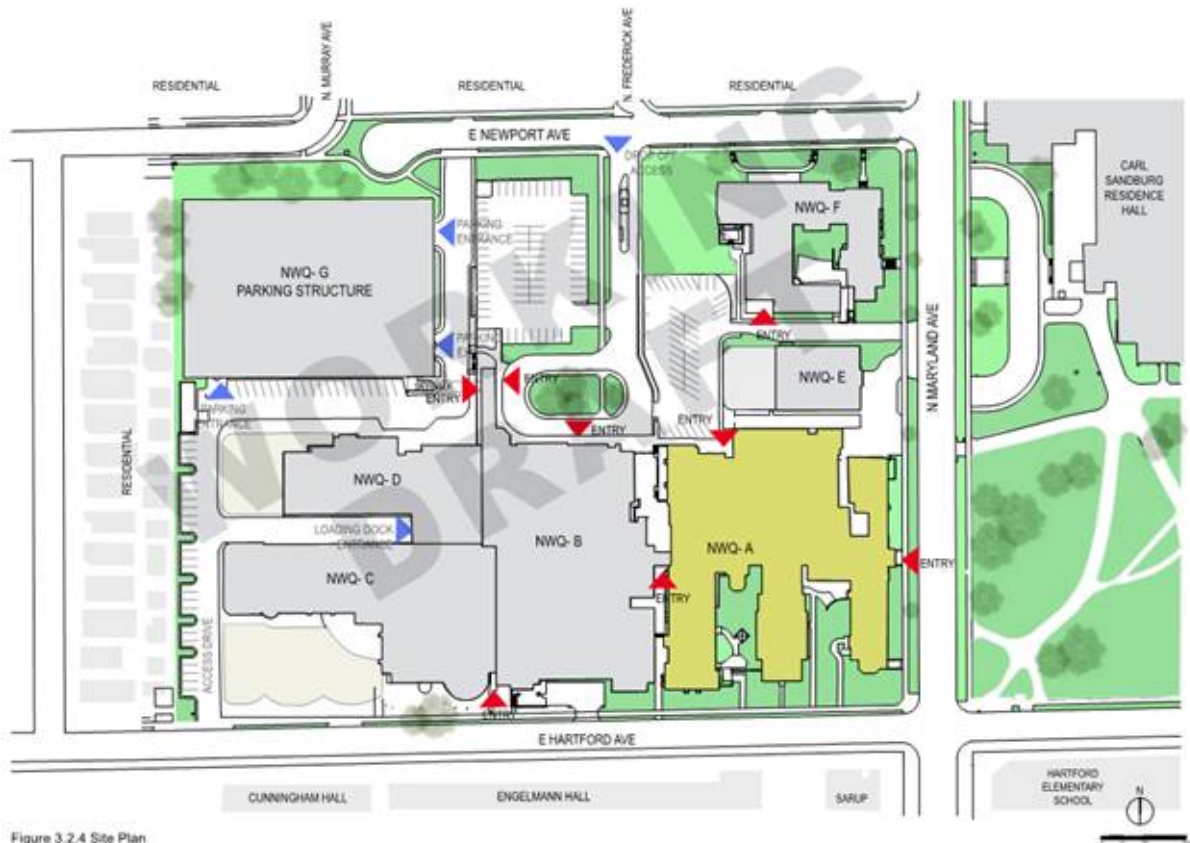 N. MURRAY AVE
N. FREDERICK AVE
RESIDENTIAL
RESIDENTIAL
RESIDENTIAL
E NEWPORT AVE
DROP-OFF
ACCESS
CARL
SANDBURG
RESIDENCE
HALL
NWQ- F
PARKING
ENTRANCE
NWQ- G
PARKING STRUCTURE
PARKING
ENTRY
N MARYLAND AVE
NWQ- E
ENTRY
ENTRY
PARKING
ENTRANCE
ENTRY
ENTRY
RESIDENTIAL
NWQ- D
LOADING DOCK
ENTRANCE
NWQ- B
NWQ- A
ENTRY
NWQ- C
ENTRY
ACCESS DRIVE
ENTRY
E HARTFORD AVE
CUNNINGHAM HALL
ENGELMANN HALL
SARUP
HARTFORD
ELEMENTARY
SCHOOL
N
WORKING
DRAFT
Figure 3.2.4 Site Plan